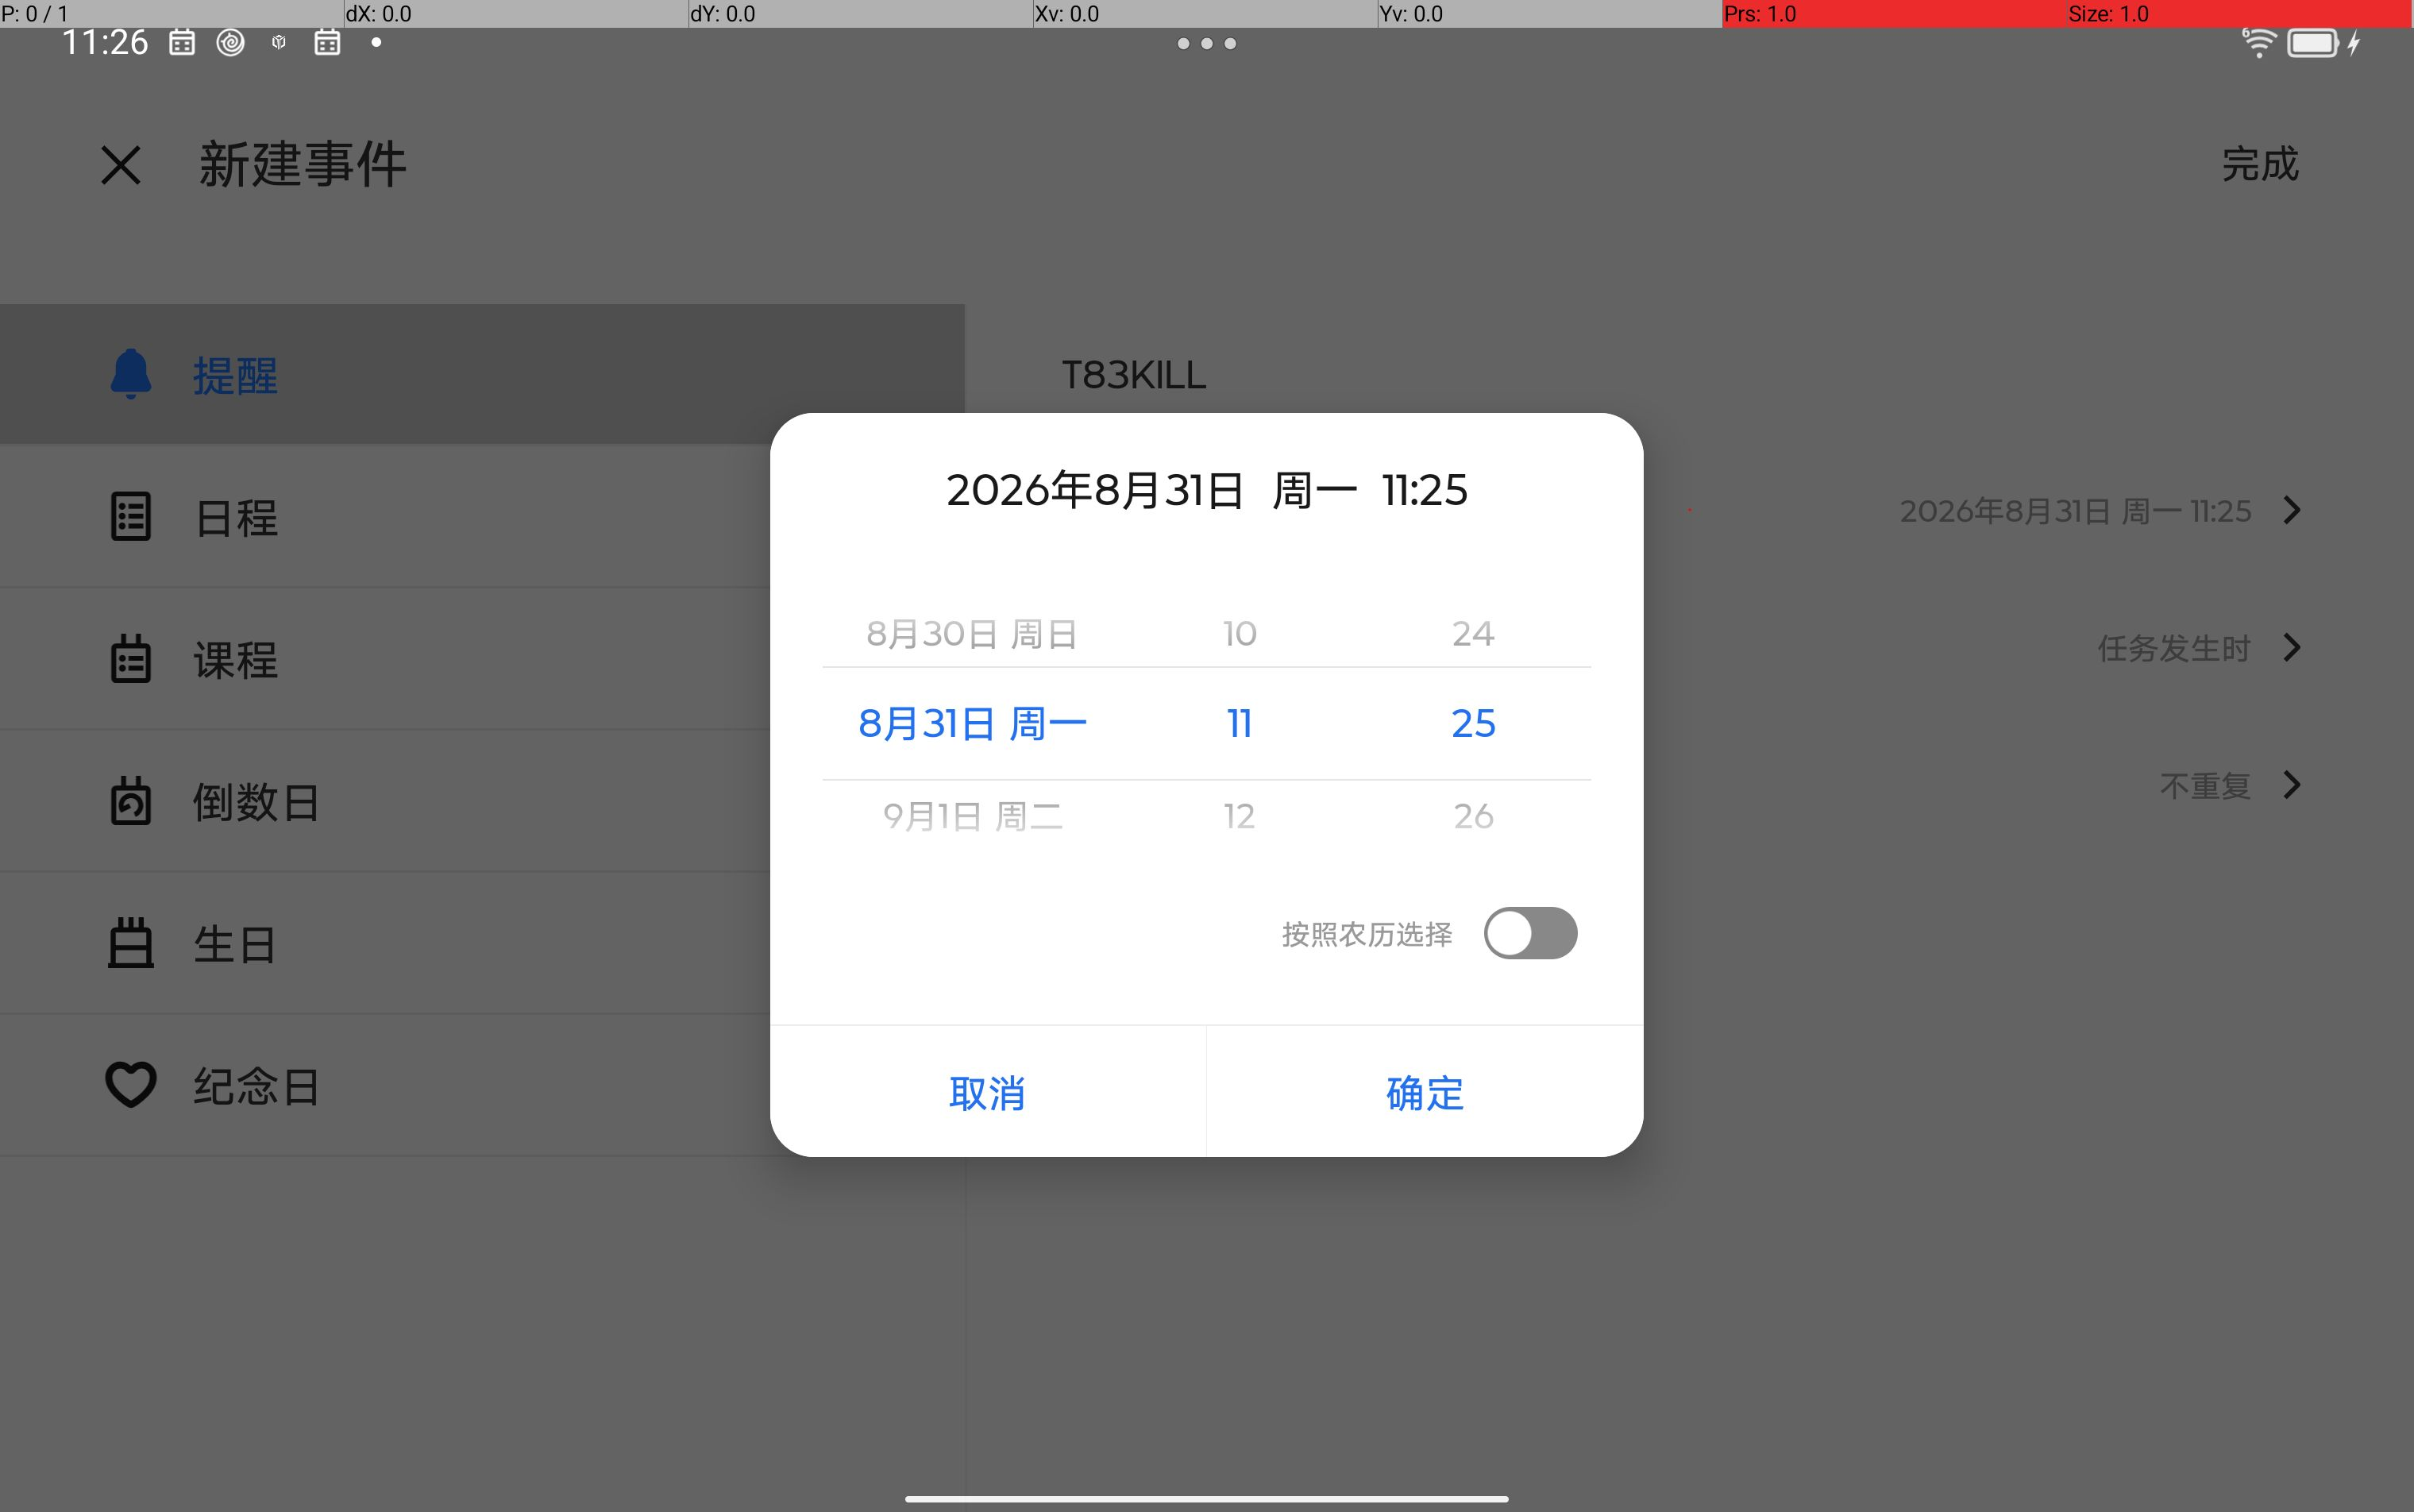 P: 0 / 1 dX: 0.0 dY: 0.0 Xv: 0.0 Yv: 0.0 Prs: 1.0 Size: 1.0
11:26 6
新建事件 完成
提醒
T83KILL
日程
课程
倒数日
生日
纪念日
2026年8月31日 周一 11:25
任务发生时
不重复
2026年8月31日 周一 11:25
8月30日 周日 10 24
8月31日 周一 11 25
9月1日 周二 12 26
按照农历选择
取消 确定